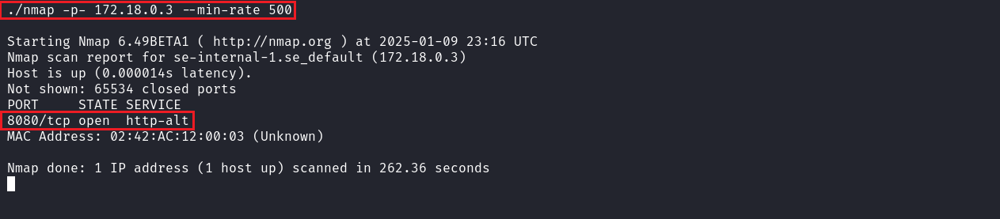 ./nmap -p- 172.18.0.3 --min-rate 500
Starting Nmap 6.49BETA1 ( http://nmap.org ) at 2025-01-09 23:16 UTC
Nmap scan report for se-internal-1.se_default (172.18.0.3)
Host is up (0.000014s latency).
Not shown: 65534 closed ports
PORT     STATE SERVICE
8080/tcp open  http-alt
MAC Address: 02:42:AC:12:00:03 (Unknown)
Nmap done: 1 IP address (1 host up) scanned in 262.36 seconds